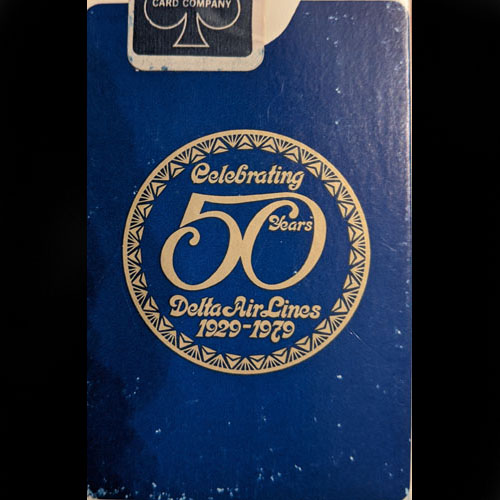 CARD COMPANY
Celebrating
50
Years
Delta Air Lines
1929-1979